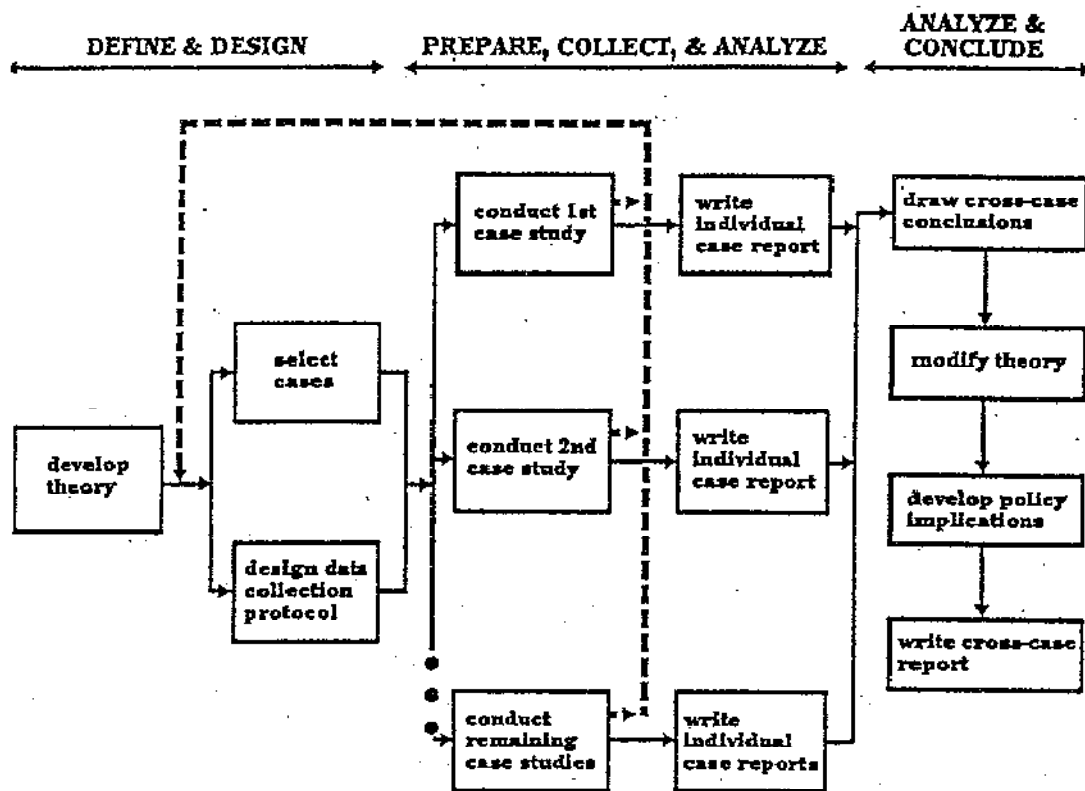 DEFINE & DESIGN
PREPARE, COLLECT, & ANALYZE
ANALYZE &
CONCLUDE
develop
theory
select
cases
design data
collection
protocol
conduct 1st
case study
write
individual
case report
conduct 2nd
case study
write
individual
case report
conduct
remaining
case studies
write
individual
case reports
draw cross-case
conclusions
modify theory
develop policy
implications
write cross-case
report